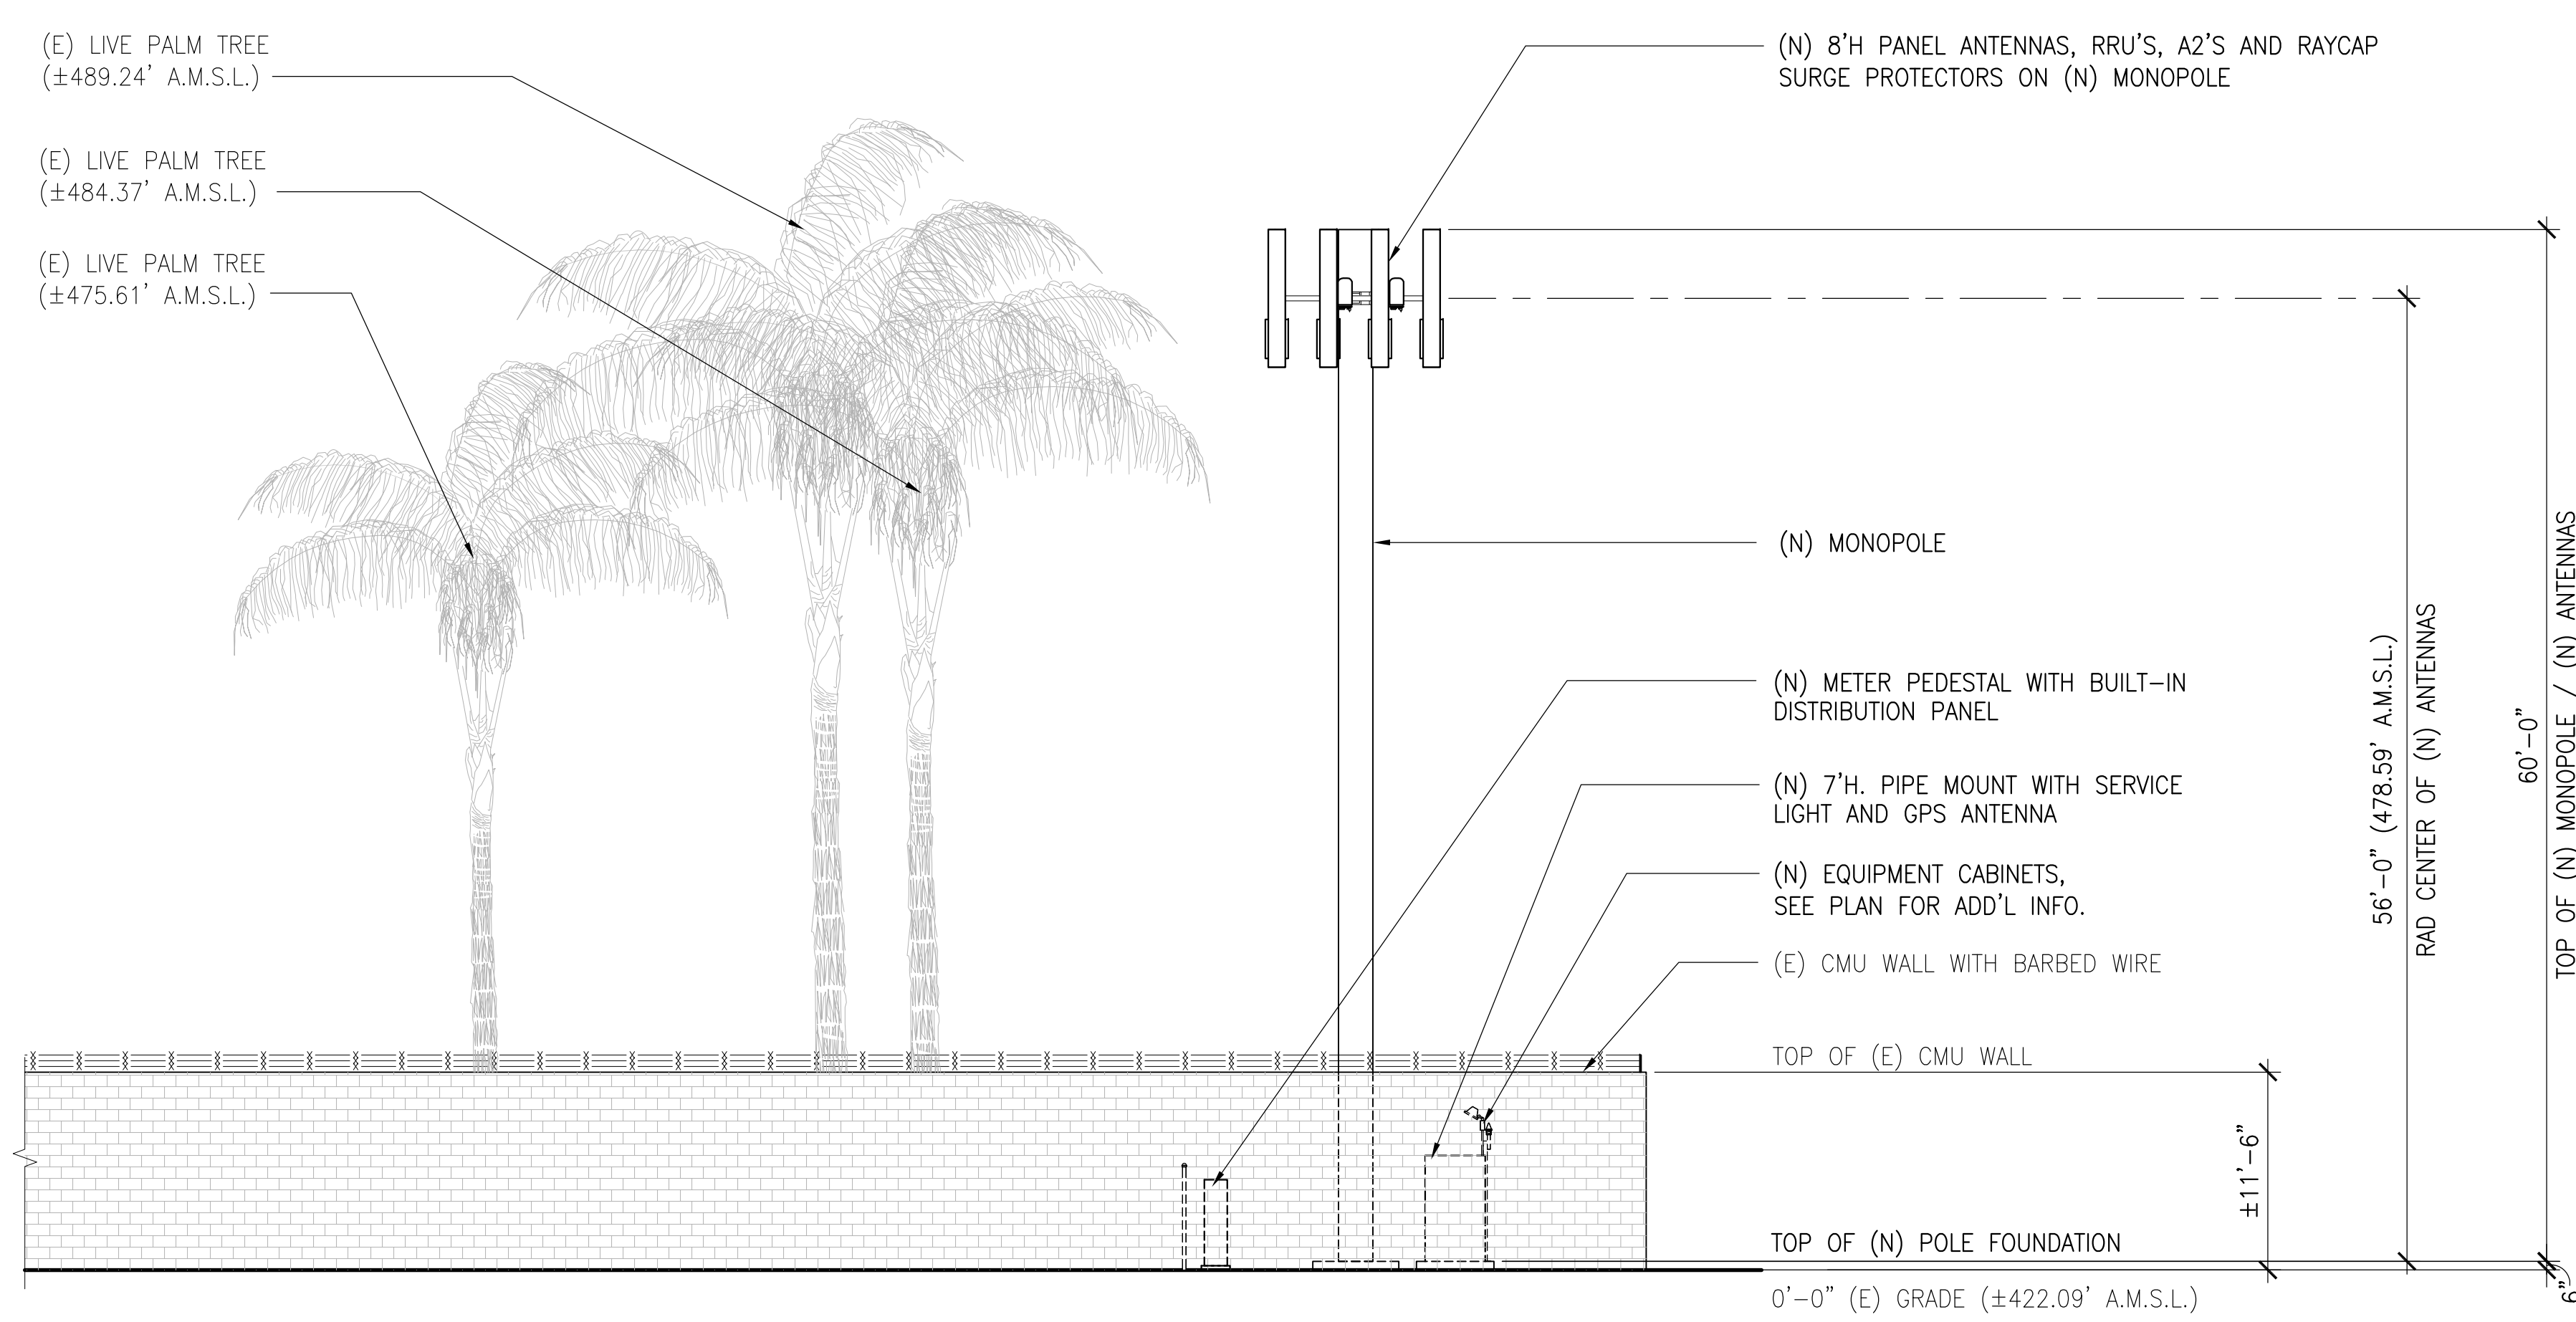 (E) LIVE PALM TREE
(±489.24' A.M.S.L.)
(E) LIVE PALM TREE
(±484.37' A.M.S.L.)
(E) LIVE PALM TREE
(±475.61' A.M.S.L.)
(N) 8'H PANEL ANTENNAS, RRU'S, A2'S AND RAYCAP
SURGE PROTECTORS ON (N) MONOPOLE
(N) MONOPOLE
(N) METER PEDESTAL WITH BUILT-IN
DISTRIBUTION PANEL
(N) 7'H. PIPE MOUNT WITH SERVICE
LIGHT AND GPS ANTENNA
(N) EQUIPMENT CABINETS,
SEE PLAN FOR ADD'L INFO.
(E) CMU WALL WITH BARBED WIRE
TOP OF (E) CMU WALL
±11'-6"
TOP OF (N) POLE FOUNDATION
0'-0" (E) GRADE (±422.09' A.M.S.L.)
56'-0" (478.59' A.M.S.L.)
RAD CENTER OF (N) ANTENNAS
60'-0"
TOP OF (N) MONOPOLE / (N) ANTENNAS
6"